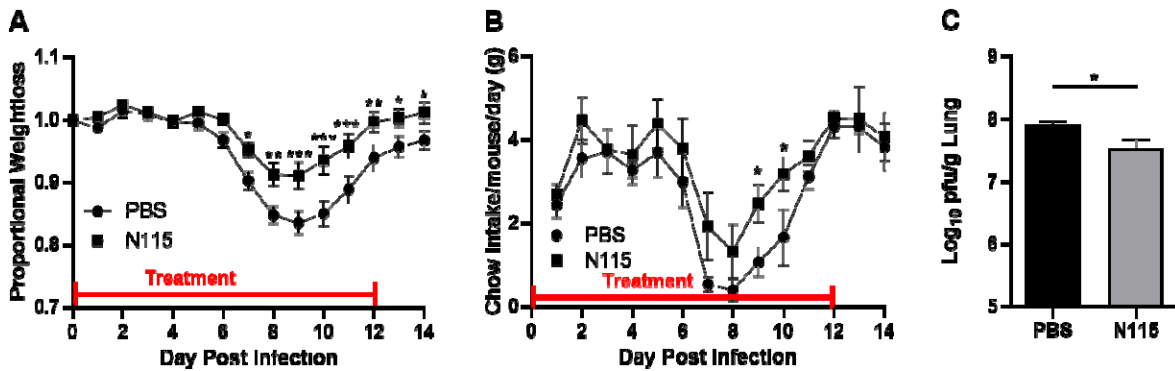 A
Proportional Weightloss
1.1
1.0
0.9
0.8
0.7
* ** *** *** *** ** * *
PBS
N115
Treatment
0 2 4 6 8 10 12 14
Day Post Infection
B
Chow Intake/mouse/day (g)
6
4
2
0
* *
PBS
N115
Treatment
0 2 4 6 8 10 12 14
Day Post Infection
C
Log10 pfu/g Lung
9
8
7
6
5
*
PBS N115